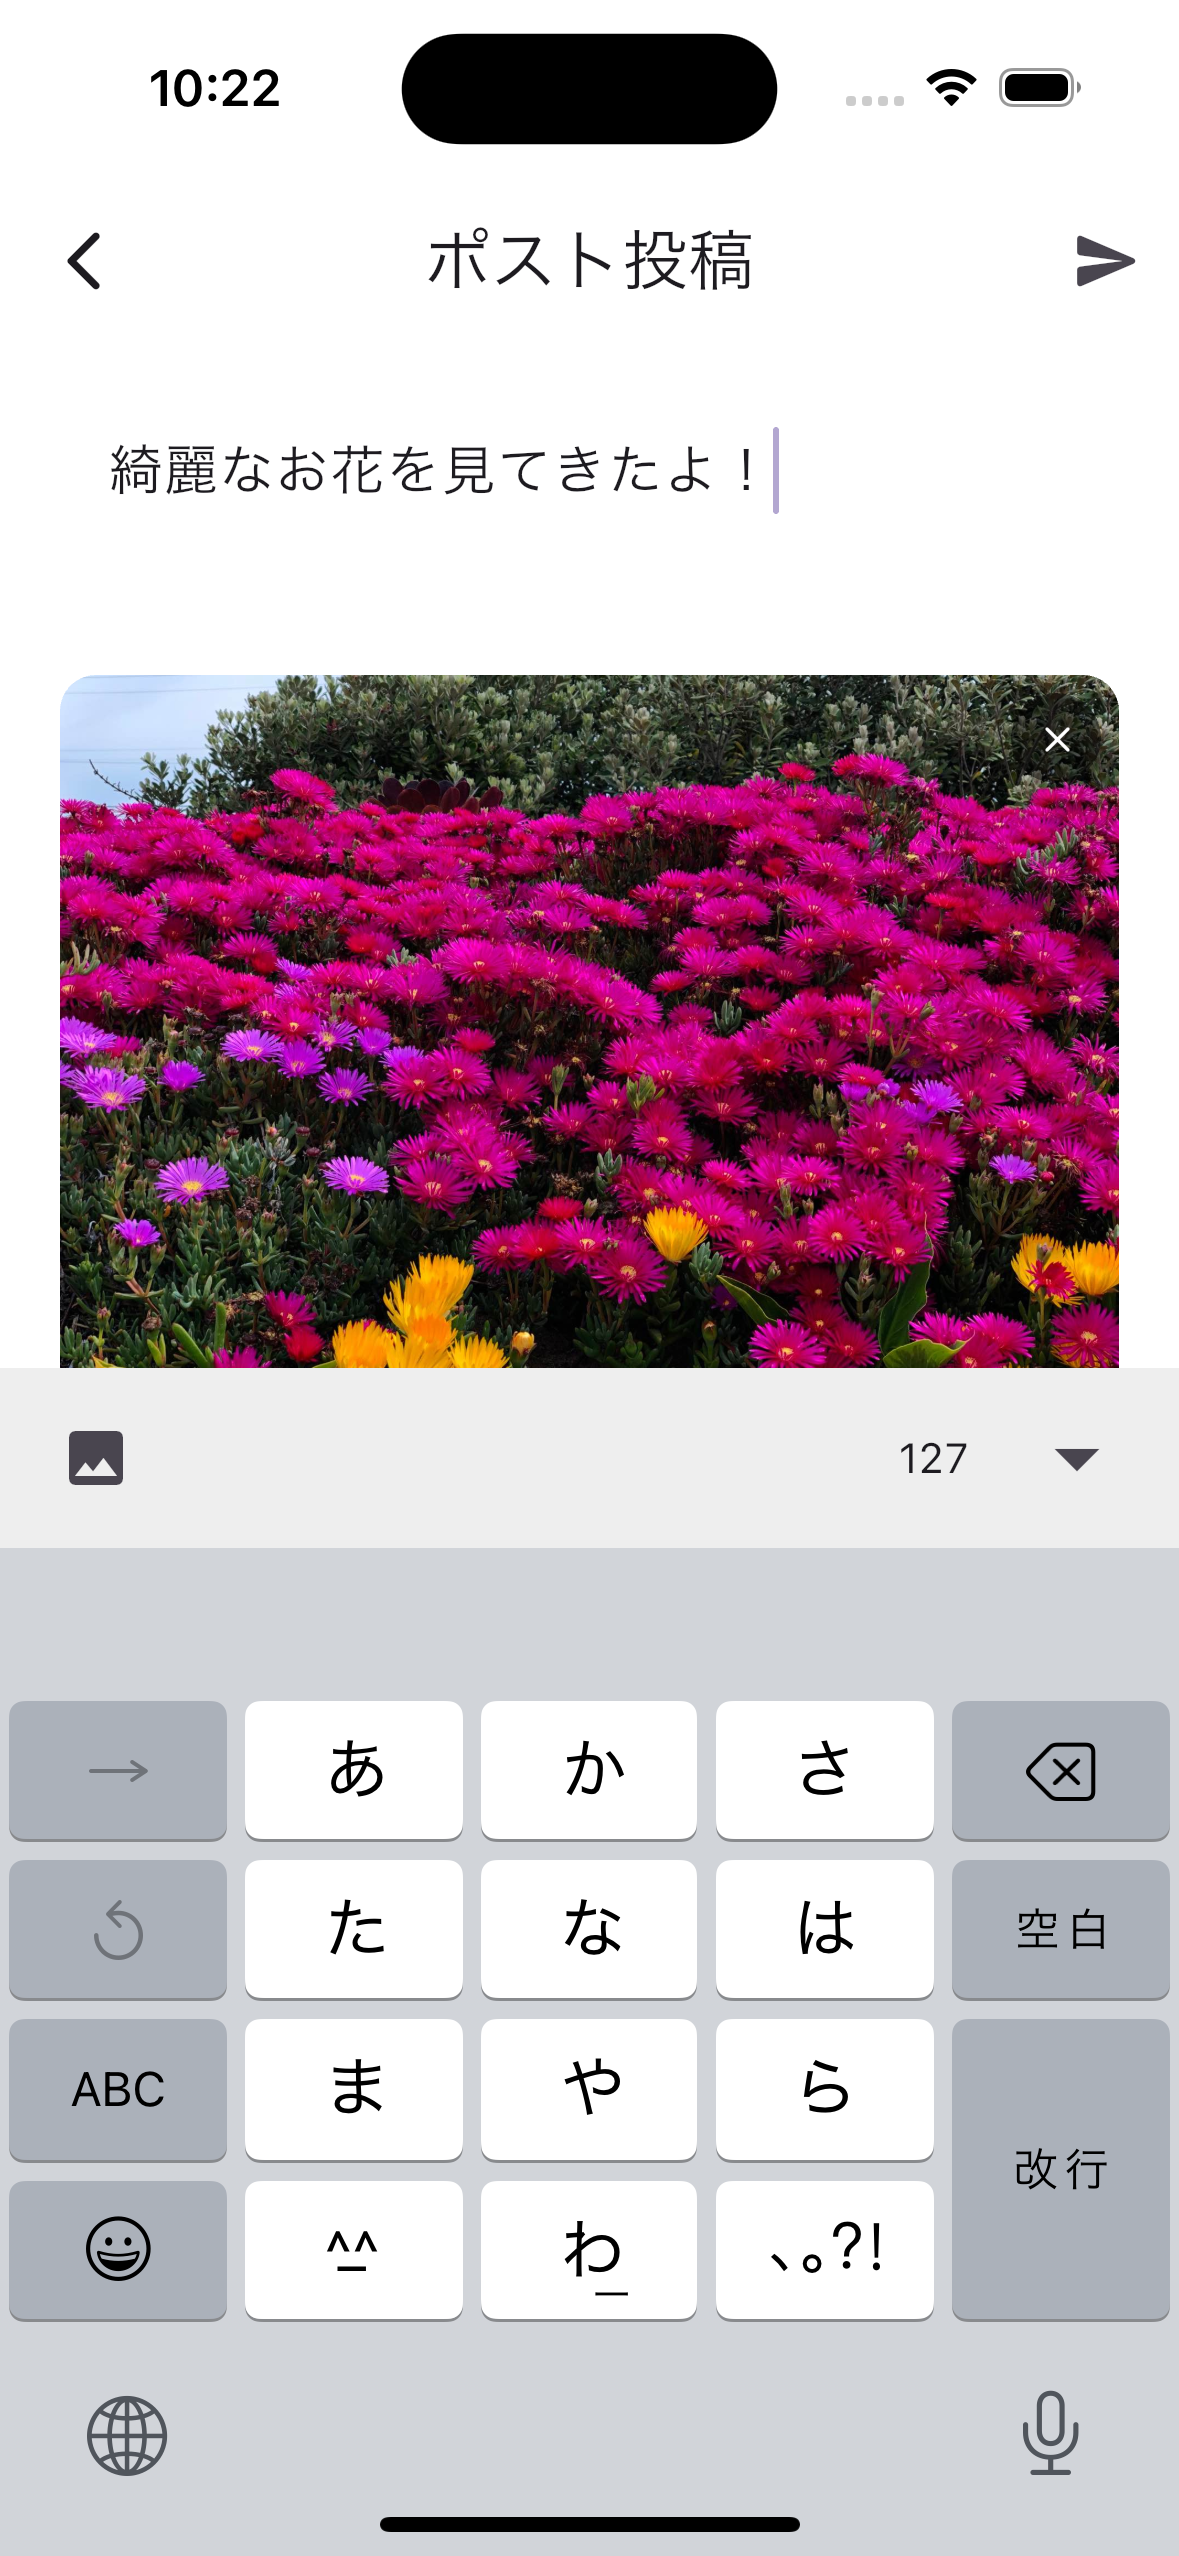 10:22
ポスト投稿
綺麗なお花を見てきたよ！
127
→ あ か さ
た な は 空白
ABC ま や ら
改行
^_^ わ_ 、。?!